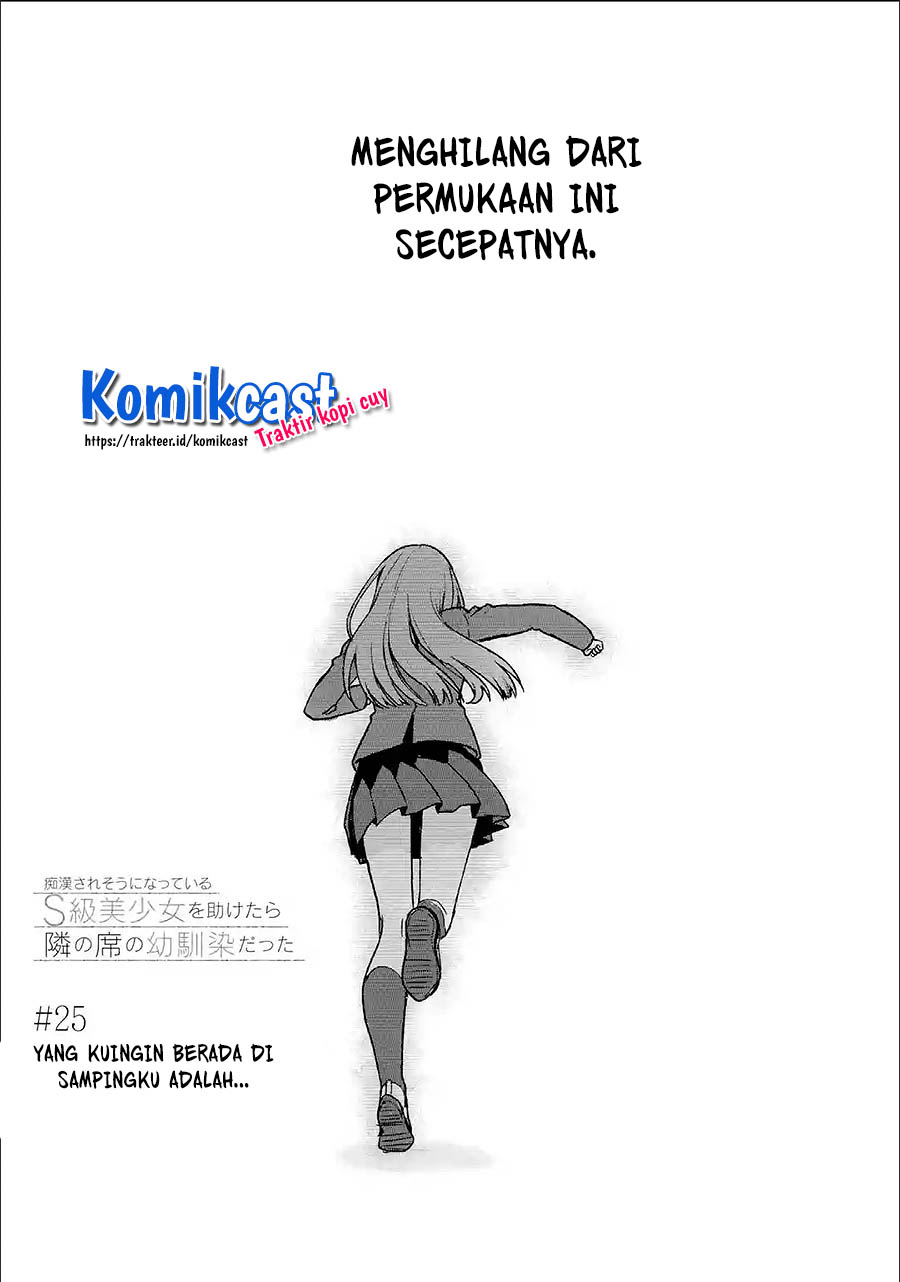 MENGHILANG DARI
PERMUKAAN INI
SECEPATNYA.
Komikcast
Traktir kopi cuy
https://trakteer.id/komikcast
痴漢されそうになっている
S級美少女を助けたら
隣の席の幼馴染だった
#25
YANG KUINGIN BERADA DI
SAMPINGKU ADALAH...